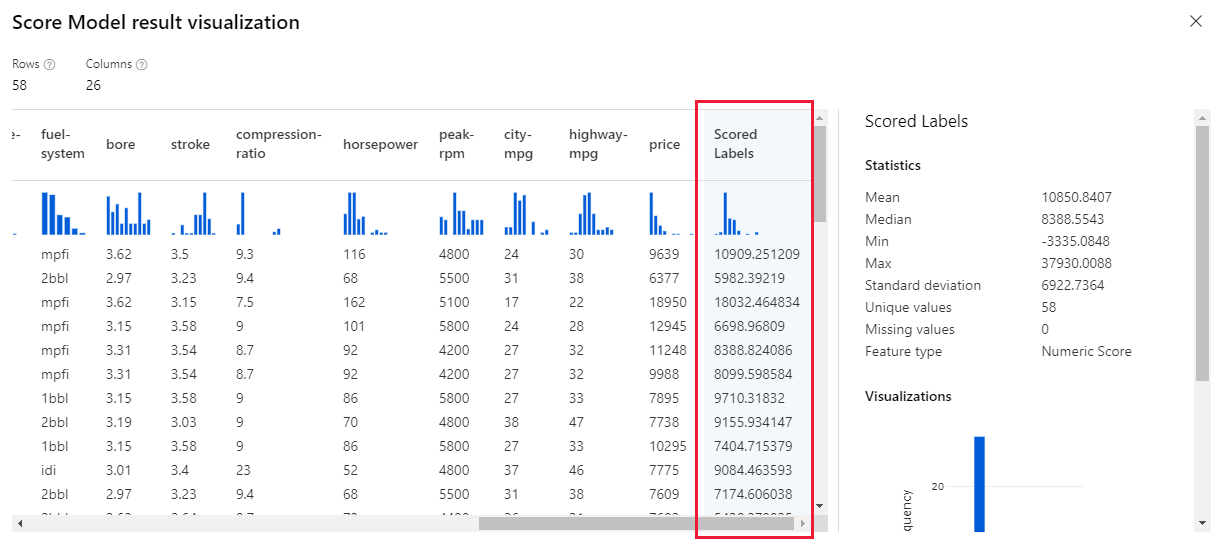 Score Model result visualization
Rows Columns
58 26
e- fuel-system bore stroke compression-ratio horsepower peak-rpm city-mpg highway-mpg price Scored Labels
mpfi 3.62 3.5 9.3 116 4800 24 30 9639 10909.251209
2bbl 2.97 3.23 9.4 68 5500 31 38 6377 5982.39219
mpfi 3.62 3.15 7.5 162 5100 17 22 18950 18032.464834
mpfi 3.15 3.58 9 101 5800 24 28 12945 6698.96809
mpfi 3.31 3.54 8.7 92 4200 27 32 11248 8388.824086
mpfi 3.31 3.54 8.7 92 4200 27 32 9988 8099.598584
1bbl 3.15 3.58 9 86 5800 27 33 7895 9710.31832
2bbl 3.19 3.03 9 70 4800 38 47 7738 9155.934147
1bbl 3.15 3.58 9 86 5800 27 33 10295 7404.715379
idi 3.01 3.4 23 52 4800 37 46 7775 9084.463593
2bbl 2.97 3.23 9.4 68 5500 31 38 7609 7174.606038
Scored Labels
Statistics
Mean 10850.8407
Median 8388.5543
Min -3335.0848
Max 37930.0088
Standard deviation 6922.7364
Unique values 58
Missing values 0
Feature type Numeric Score
Visualizations
20
quency